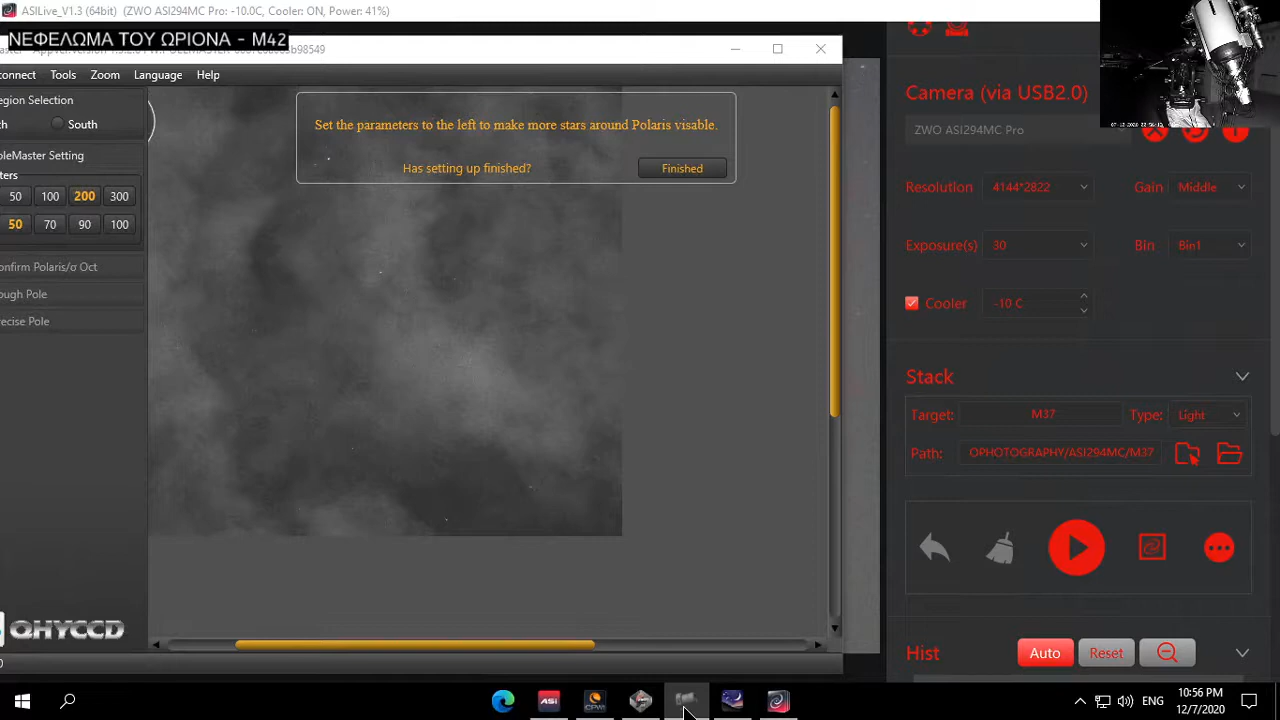 ASILive_V1.3 (64bit) (ZWO ASI294MC Pro: -10.0C, Cooler: ON, Power: 41%)
ΝΕΦΕΛΩΜΑ ΤΟΥ ΩΡΙΟΝΑ - M42
onnect Tools Zoom Language Help
egion Selection
th South
oleMaster Setting
ters
50 100 200 300
50 70 90 100
onfirm Polaris/σ Oct
ough Pole
recise Pole
Set the parameters to the left to make more stars around Polaris visable.
Has setting up finished? Finished
QHYCCD
0
Camera (via USB2.0)
ZWO ASI294MC Pro
Resolution 4144*2822 Gain Middle
Exposure(s) 30 Bin Bin1
Cooler -10 C
Stack
Target: M37 Type: Light
Path: OPHOTOGRAPHY/ASI294MC/M37
Hist Auto Reset
ASI CPWI
ENG 10:56 PM
12/7/2020